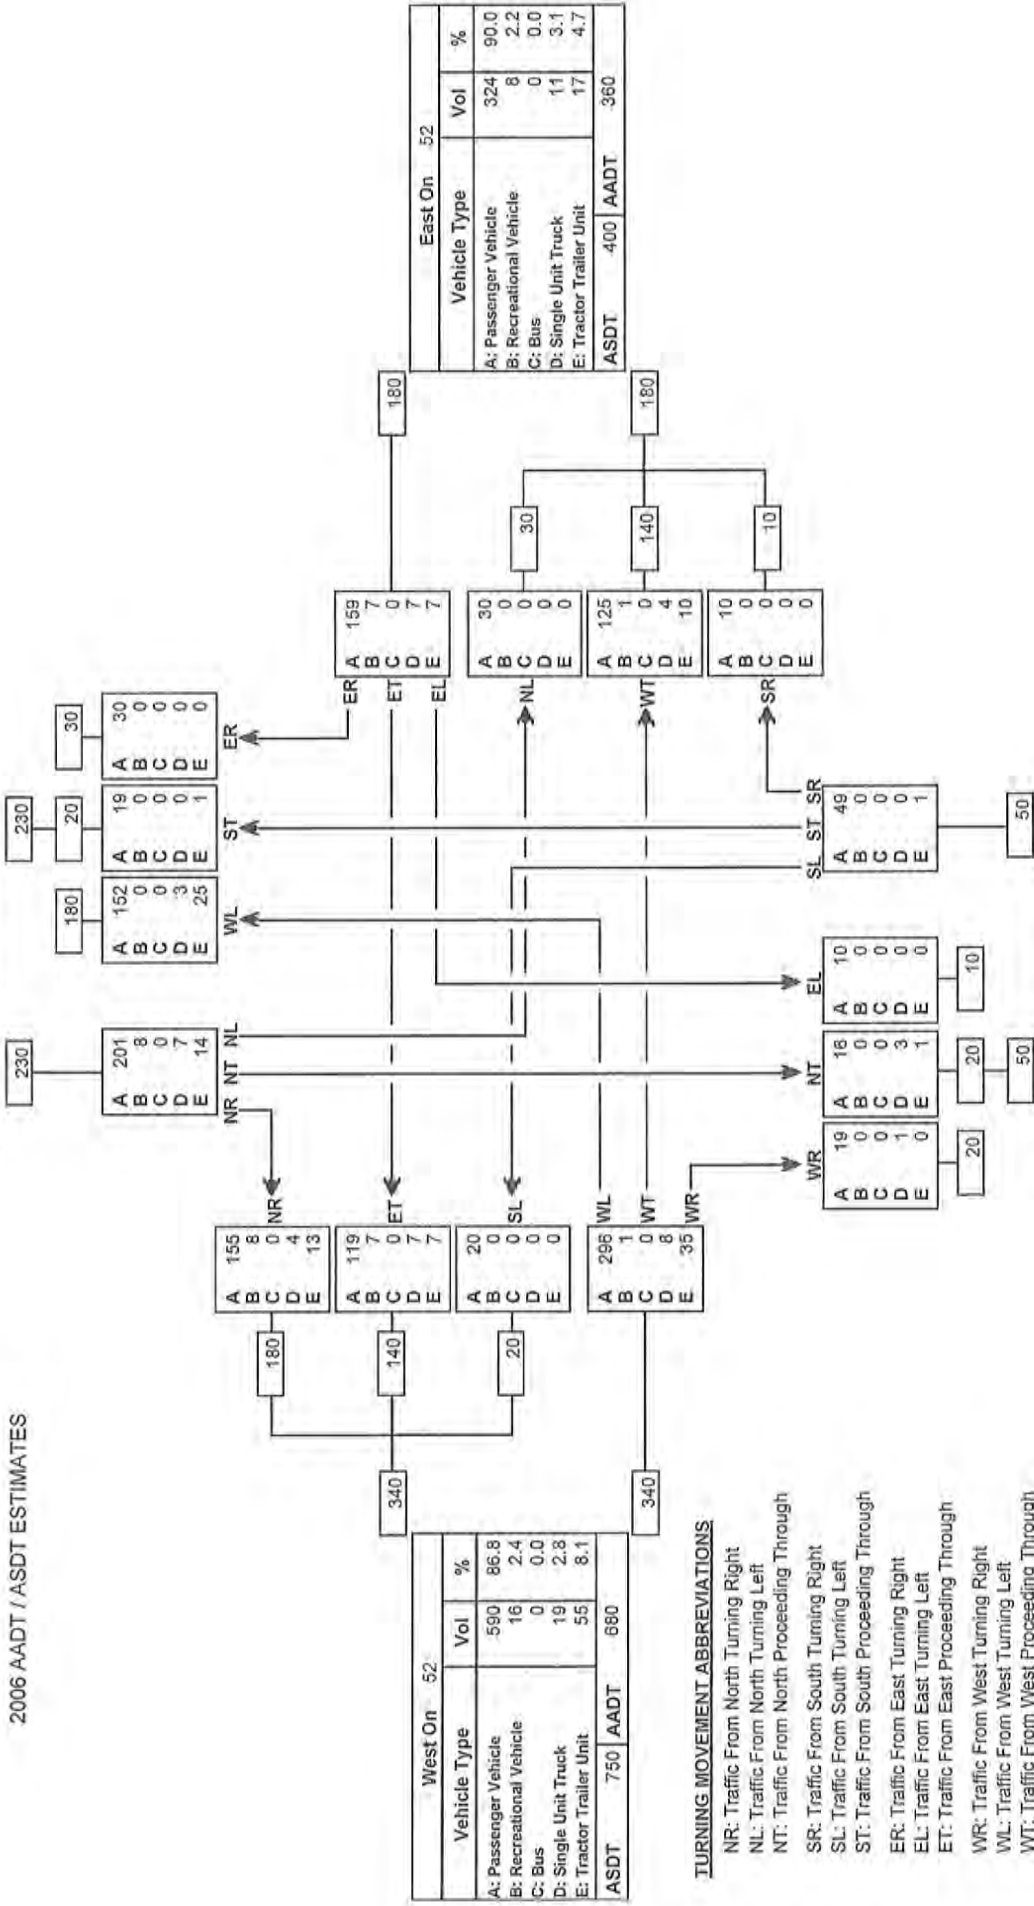 2006 AADT / ASDT ESTIMATES
230
230
180
20
30
A 201
B 8
C 0
D 7
E 14
A 152
B 0
C 0
D 3
E 25
A 19
B 0
C 0
D 0
E 1
A 30
B 0
C 0
D 0
E 0
NR NT NL
WL
ST
ER
A 155
B 8
C 0
D 4
E 13
NR
180
A 119
B 7
C 0
D 7
E 7
ET
140
340
A 20
B 0
C 0
D 0
E 0
SL
20
A 296
B 1
C 0
D 8
E 35
WL
WT
WR
340
West On 52
Vehicle Type Vol %
A: Passenger Vehicle 590 86.8
B: Recreational Vehicle 16 2.4
C: Bus 0 0.0
D: Single Unit Truck 19 2.8
E: Tractor Trailer Unit 55 8.1
ASDT 750 AADT 680
ER
ET
EL
A 159
B 7
C 0
D 7
E 7
180
NL
A 30
B 0
C 0
D 0
E 0
30
WT
A 125
B 1
C 0
D 4
E 10
140
180
SR
A 10
B 0
C 0
D 0
E 0
10
East On 52
Vehicle Type Vol %
A: Passenger Vehicle 324 90.0
B: Recreational Vehicle 8 2.2
C: Bus 0 0.0
D: Single Unit Truck 11 3.1
E: Tractor Trailer Unit 17 4.7
ASDT 400 AADT 360
WR
NT
EL
SL ST SR
A 19
B 0
C 0
D 1
E 0
A 16
B 0
C 0
D 3
E 1
A 10
B 0
C 0
D 0
E 0
A 49
B 0
C 0
D 0
E 1
20
20
10
50
50
TURNING MOVEMENT ABBREVIATIONS
NR: Traffic From North Turning Right
NL: Traffic From North Turning Left
NT: Traffic From North Proceeding Through
SR: Traffic From South Turning Right
SL: Traffic From South Turning Left
ST: Traffic From South Proceeding Through
ER: Traffic From East Turning Right
EL: Traffic From East Turning Left
ET: Traffic From East Proceeding Through
WR: Traffic From West Turning Right
WL: Traffic From West Turning Left
WT: Traffic From West Proceeding Through